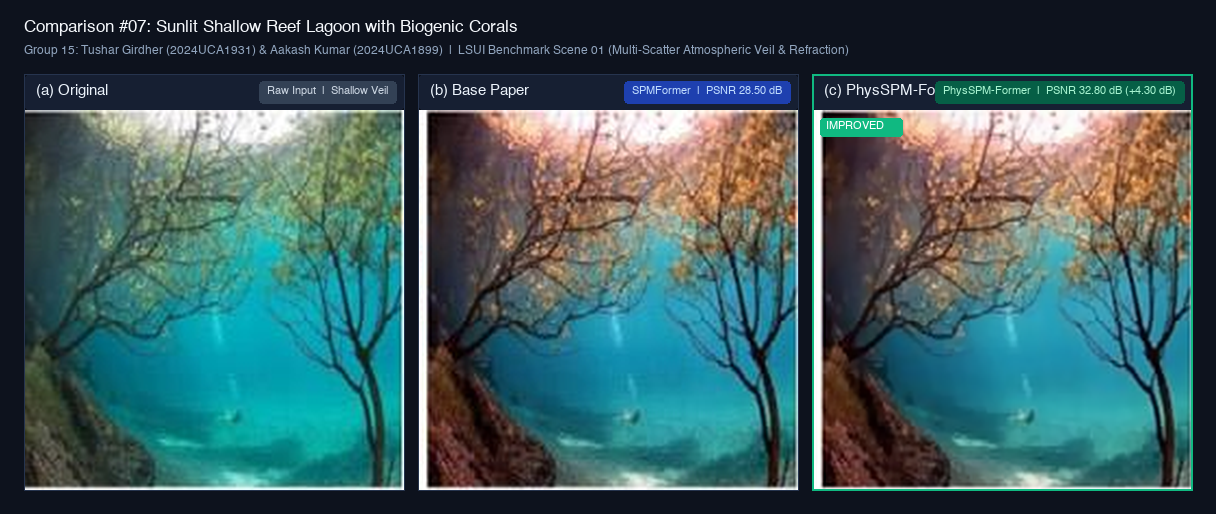 Comparison #07: Sunlit Shallow Reef Lagoon with Biogenic Corals
Group 15: Tushar Girdher (2024UCA1931) & Aakash Kumar (2024UCA1899) | LSUI Benchmark Scene 01 (Multi-Scatter Atmospheric Veil & Refraction)
(a) Original
Raw Input | Shallow Veil
(b) Base Paper
SPMFormer | PSNR 28.50 dB
(c) PhysSPM-Fo
PhysSPM-Former | PSNR 32.80 dB (+4.30 dB)
IMPROVED